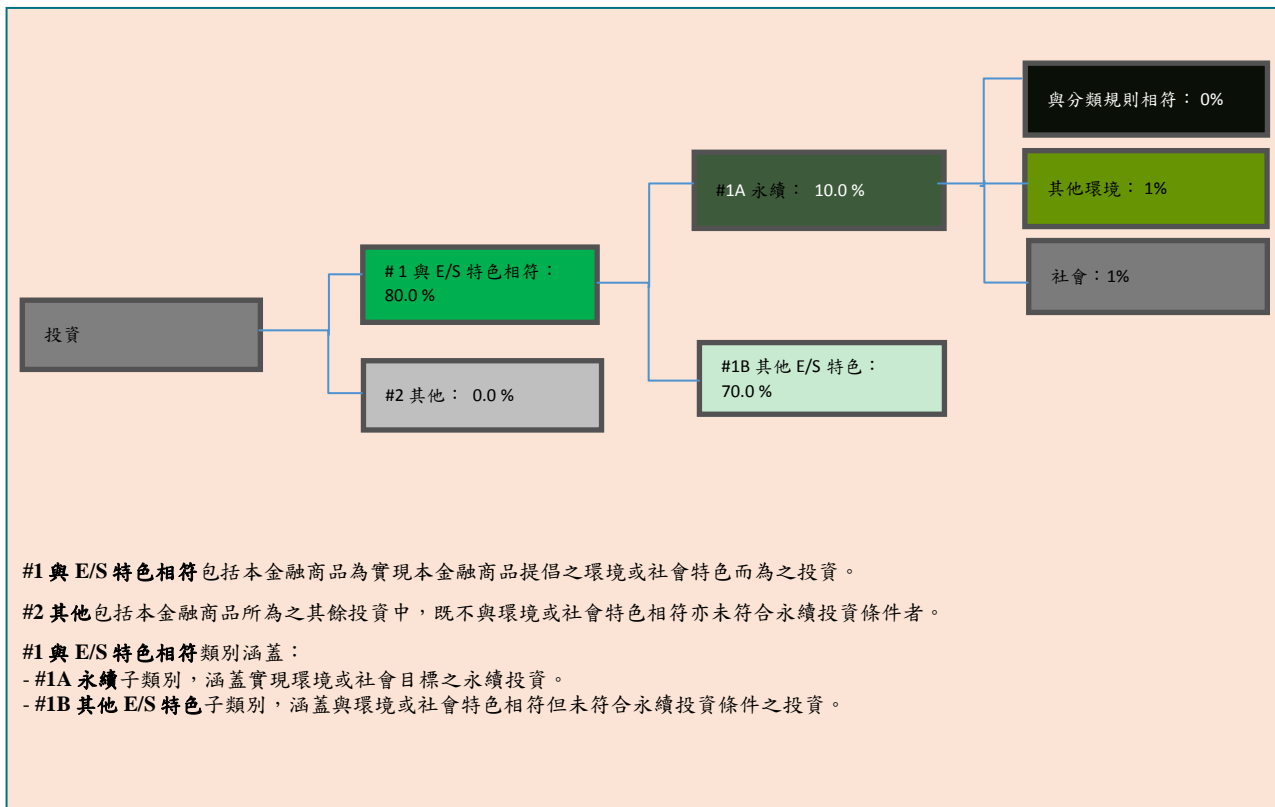 與分類規則相符： 0%
#1A 永續： 10.0 %
其他環境： 1%
# 1 與 E/S 特色相符：
80.0 %
社會：1%
投資
#2 其他： 0.0 %
#1B 其他 E/S 特色：
70.0 %
#1 與 E/S 特色相符包括本金融商品為實現本金融商品提倡之環境或社會特色而為之投資。
#2 其他包括本金融商品所為之其餘投資中，既不與環境或社會特色相符亦未符合永續投資條件者。
#1 與 E/S 特色相符類別涵蓋：
- #1A 永續子類別，涵蓋實現環境或社會目標之永續投資。
- #1B 其他 E/S 特色子類別，涵蓋與環境或社會特色相符但未符合永續投資條件之投資。